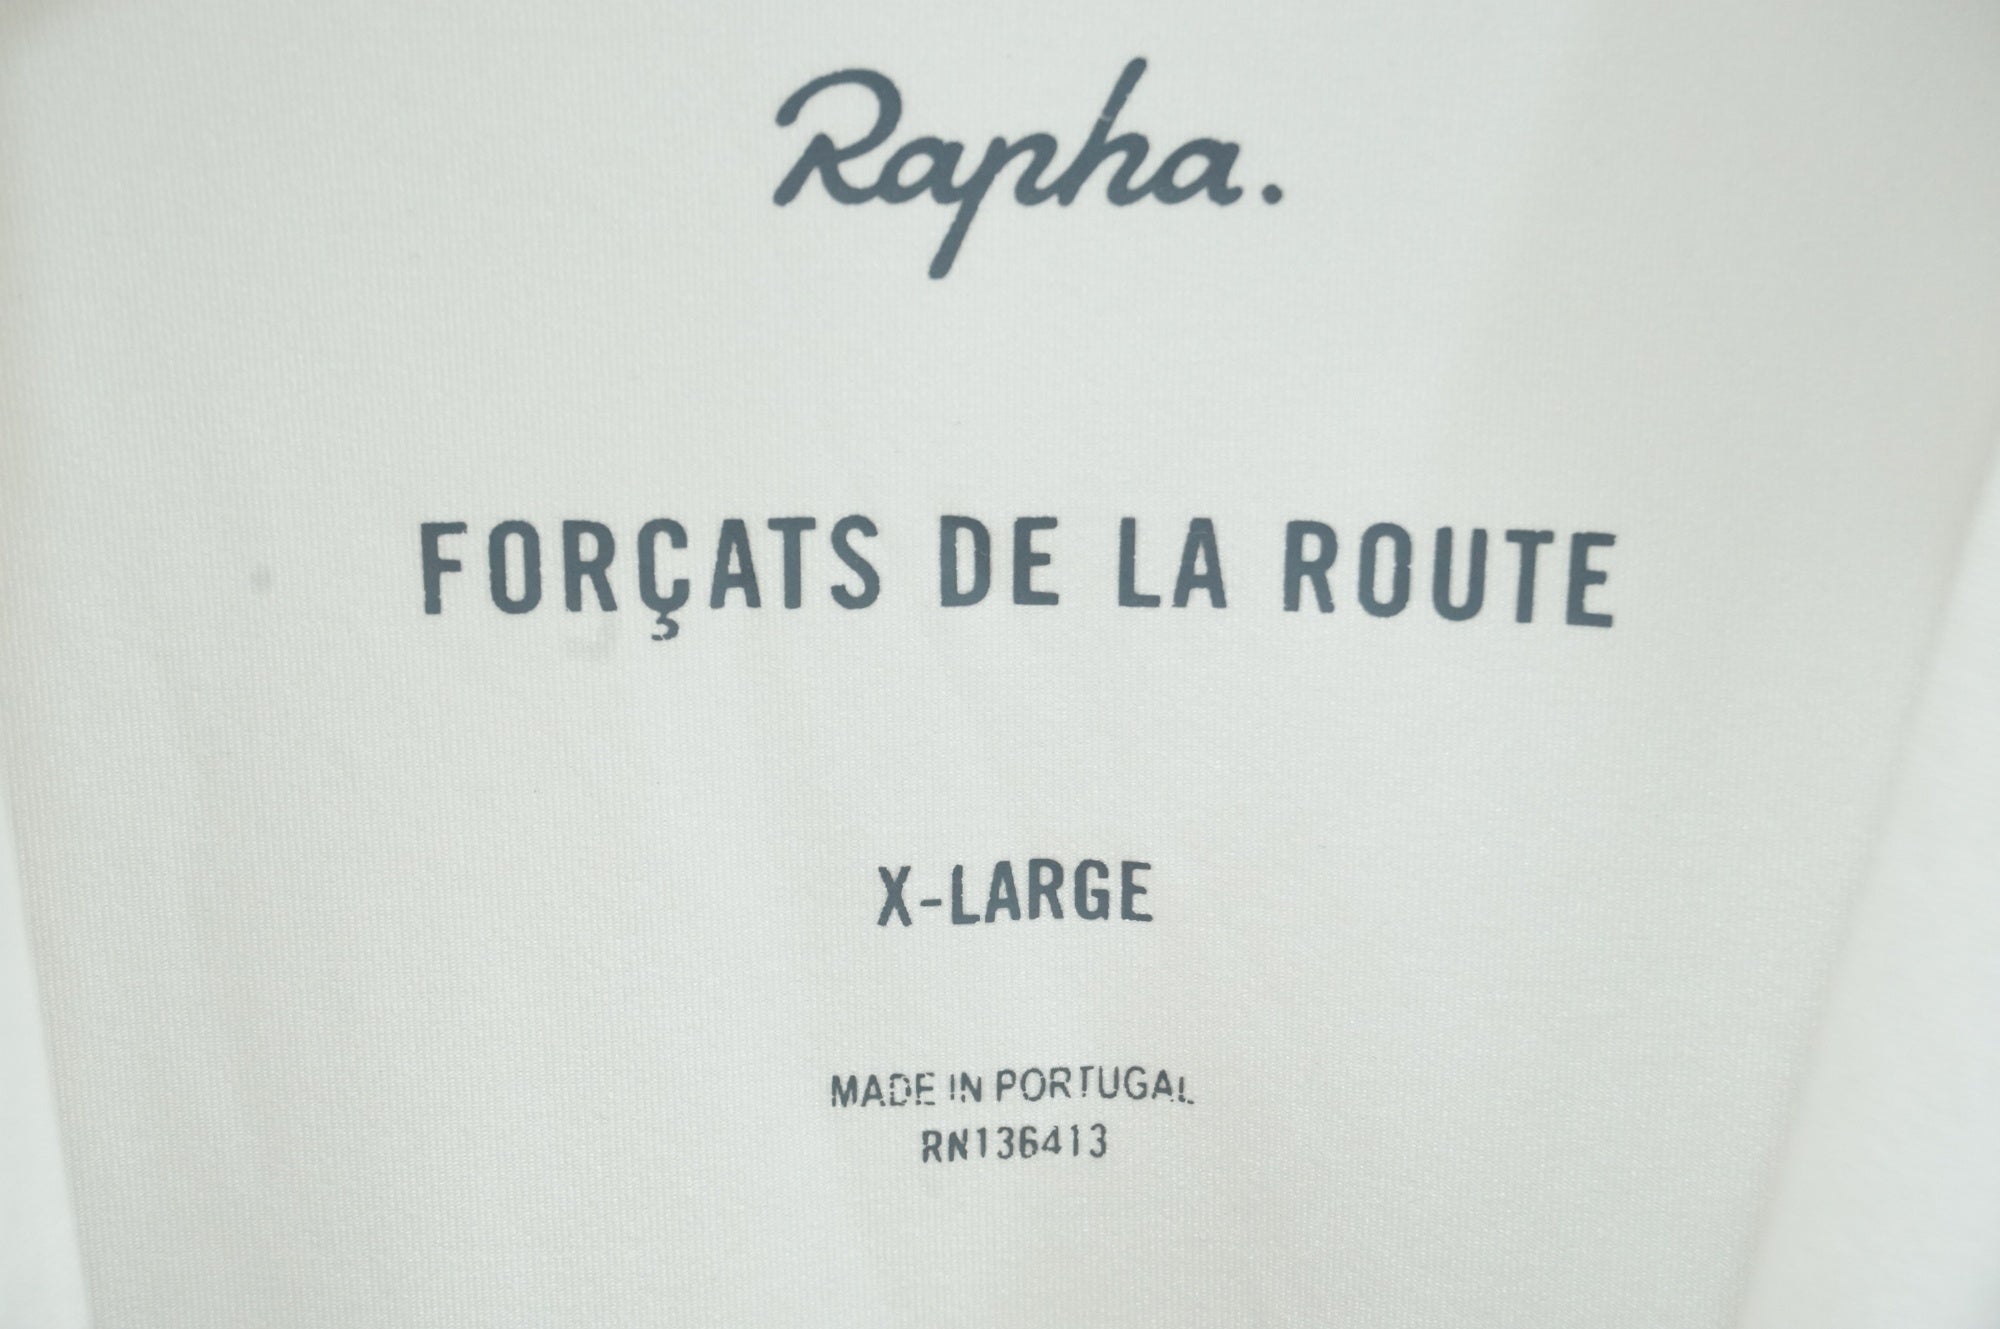 Rapha.
FORÇATS DE LA ROUTE
X-LARGE
MADE IN PORTUGAL
RN136413